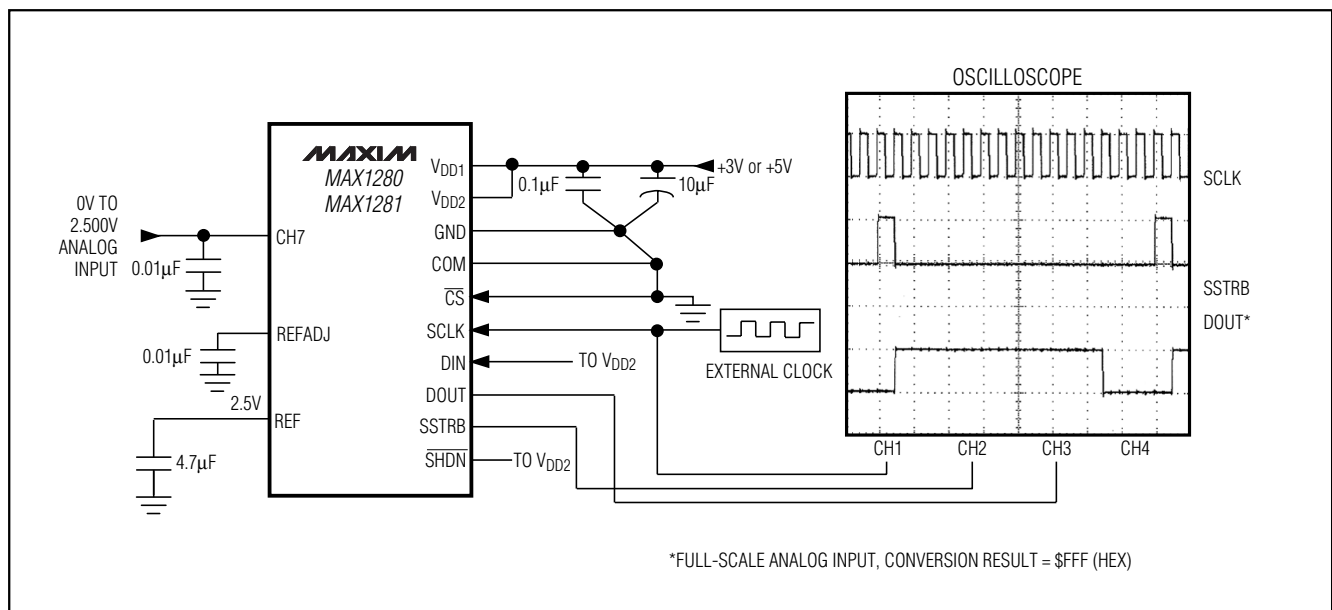 OSCILLOSCOPE
MAXIM
MAX1280
MAX1281
VDD1
VDD2
GND
COM
CS
SCLK
DIN
DOUT
SSTRB
SHDN
CH7
REFADJ
REF
0V TO
2.500V
ANALOG
INPUT
0.01µF
0.01µF
2.5V
4.7µF
0.1µF
10µF
+3V or +5V
EXTERNAL CLOCK
TO VDD2
TO VDD2
SCLK
SSTRB
DOUT*
CH1 CH2 CH3 CH4
*FULL-SCALE ANALOG INPUT, CONVERSION RESULT = $FFF (HEX)